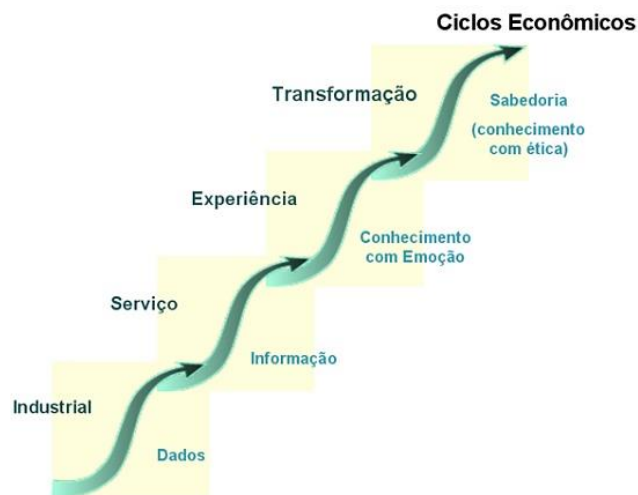 Ciclos Econômicos
Transformação
Sabedoria
(conhecimento
com ética)
Experiência
Conhecimento
com Emoção
Serviço
Informação
Industrial
Dados